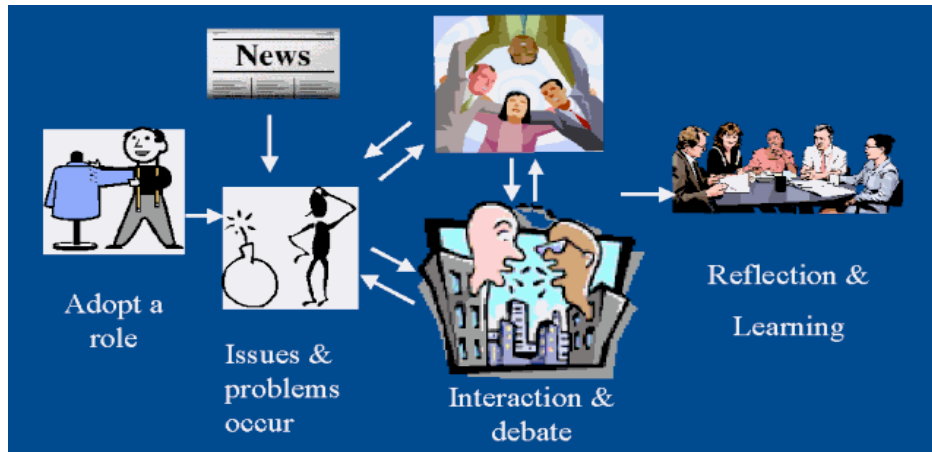 News
Adopt a
role
Issues &
problems
occur
Interaction &
debate
Reflection &
Learning